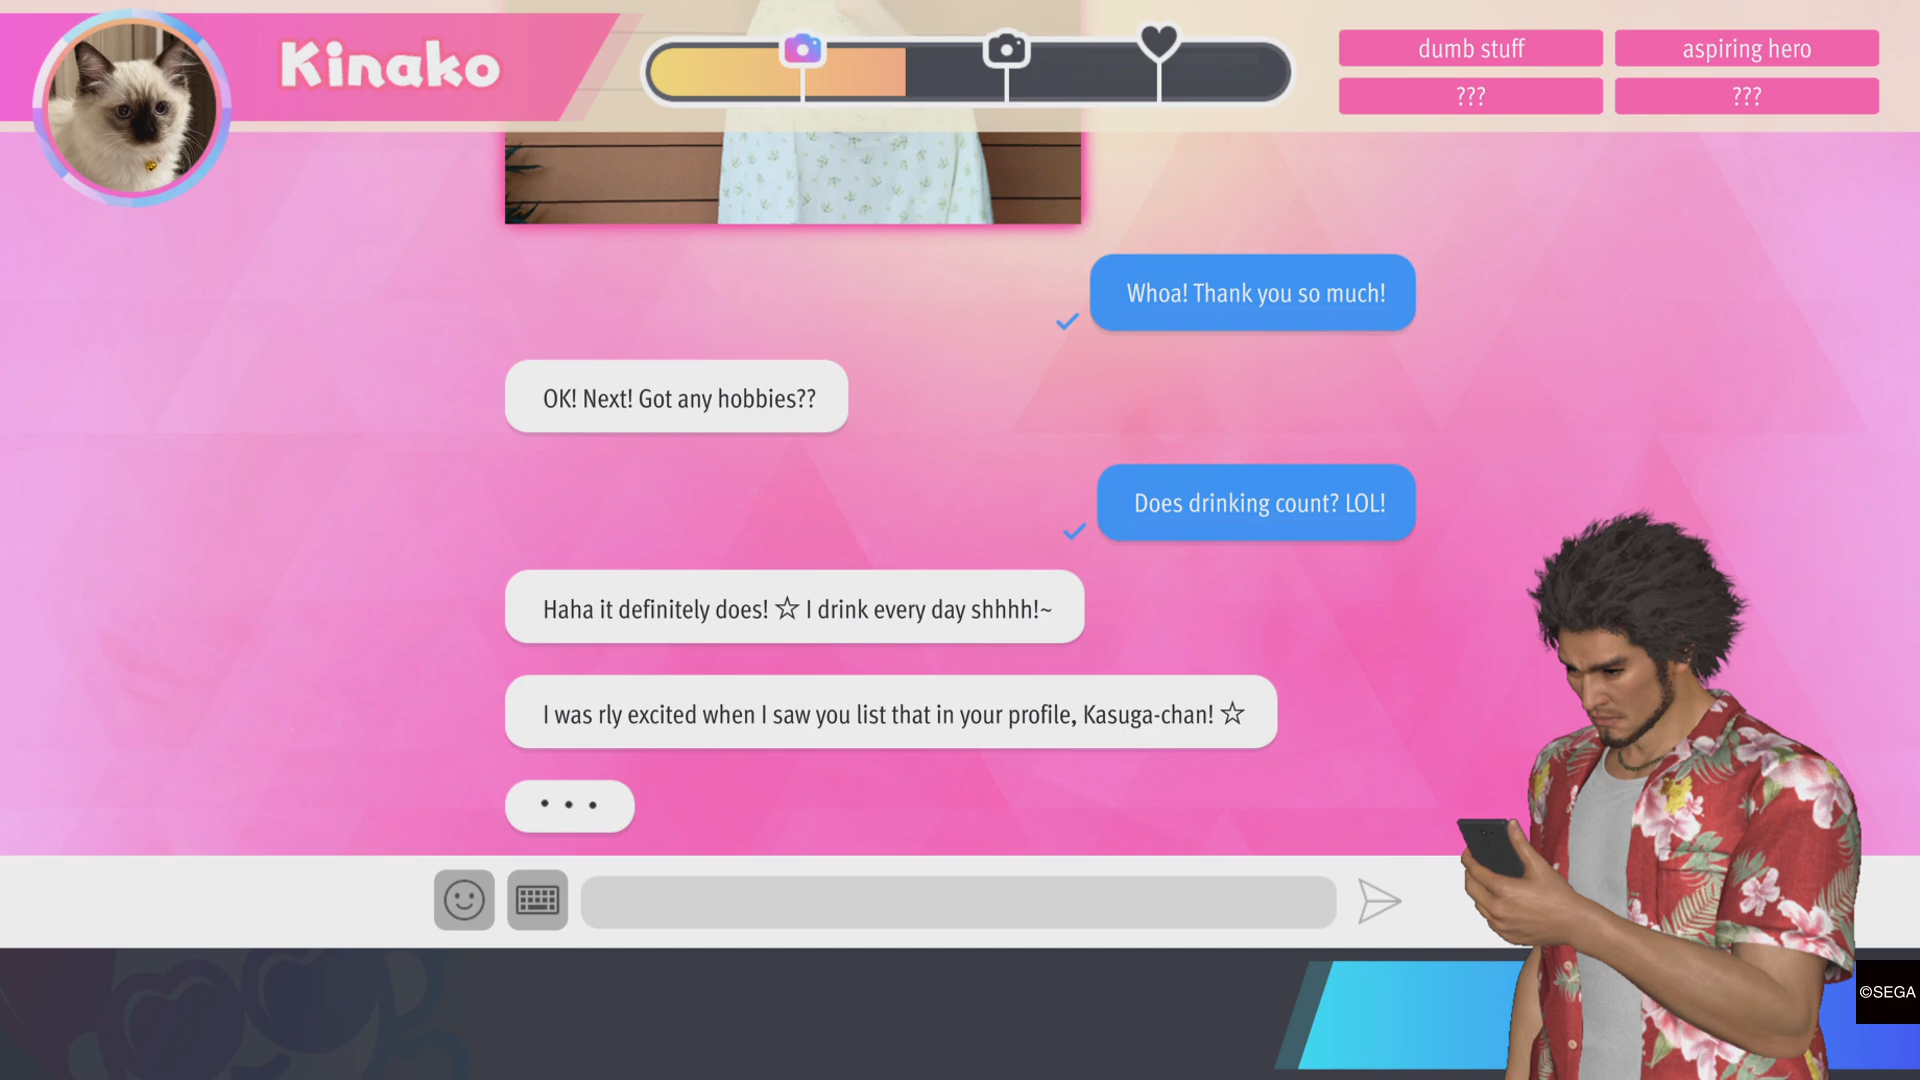 Kinako
dumb stuff
aspiring hero
???
???
Whoa! Thank you so much!
OK! Next! Got any hobbies??
Does drinking count? LOL!
Haha it definitely does! ☆ I drink every day shhhh!~
I was rly excited when I saw you list that in your profile, Kasuga-chan! ☆
• • •
©SEGA